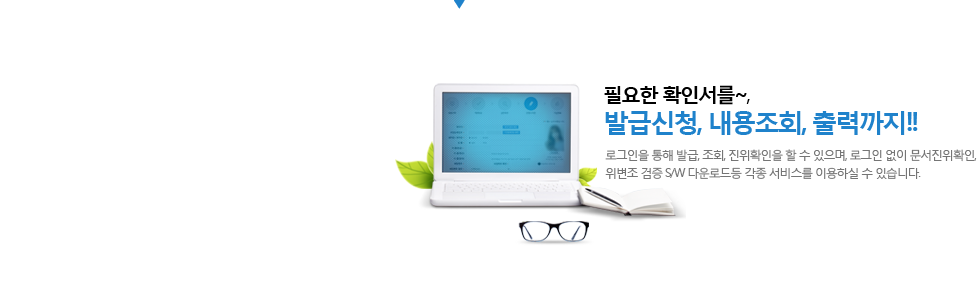 필요한 확인서를~,
발급신청, 내용조회, 출력까지!!
로그인을 통해 발급, 조회, 진위확인을 할 수 있으며, 로그인 없이 문서진위확인,
위변조 검증 S/W 다운로드등 각종 서비스를 이용하실 수 있습니다.